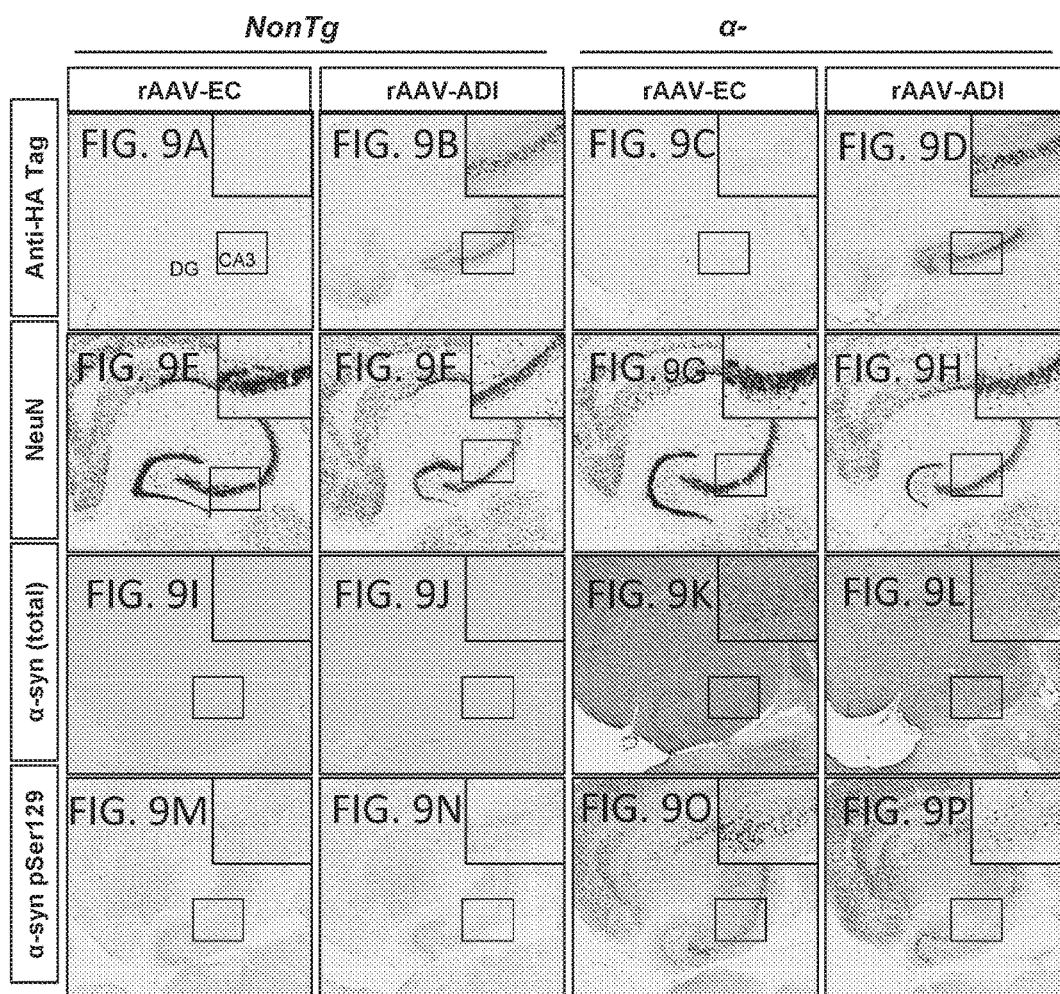 NonTg α-
rAAV-EC rAAV-ADI rAAV-EC rAAV-ADI
Anti-HA Tag
FIG. 9A FIG. 9B FIG. 9C FIG. 9D
DG CA3
NeuN
FIG. 9E FIG. 9F FIG. 9G FIG. 9H
α-syn (total)
FIG. 9I FIG. 9J FIG. 9K FIG. 9L
α-syn pSer129
FIG. 9M FIG. 9N FIG. 9O FIG. 9P